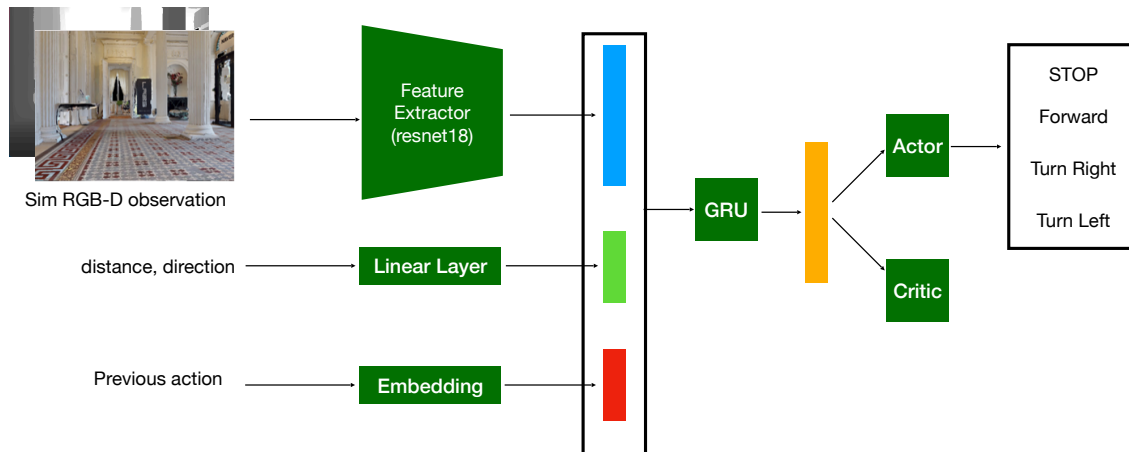 Sim RGB-D observation
Feature
Extractor
(resnet18)
distance, direction
Linear Layer
Previous action
Embedding
GRU
Actor
Critic
STOP
Forward
Turn Right
Turn Left